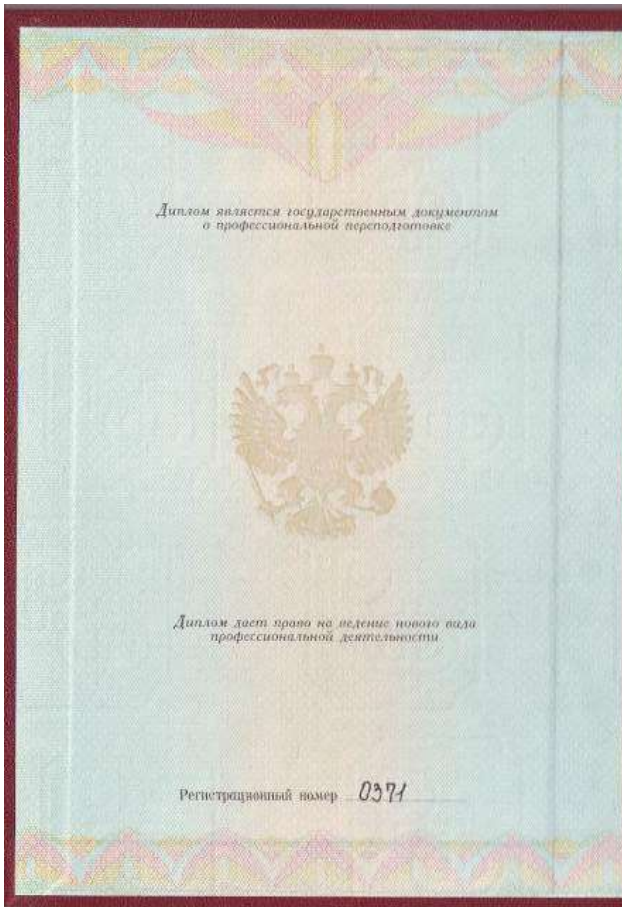 Диплом является государственным документом
о профессиональной переподготовке
Диплом дает право на ведение нового вида
профессиональной деятельности
Регистрационный номер 0371